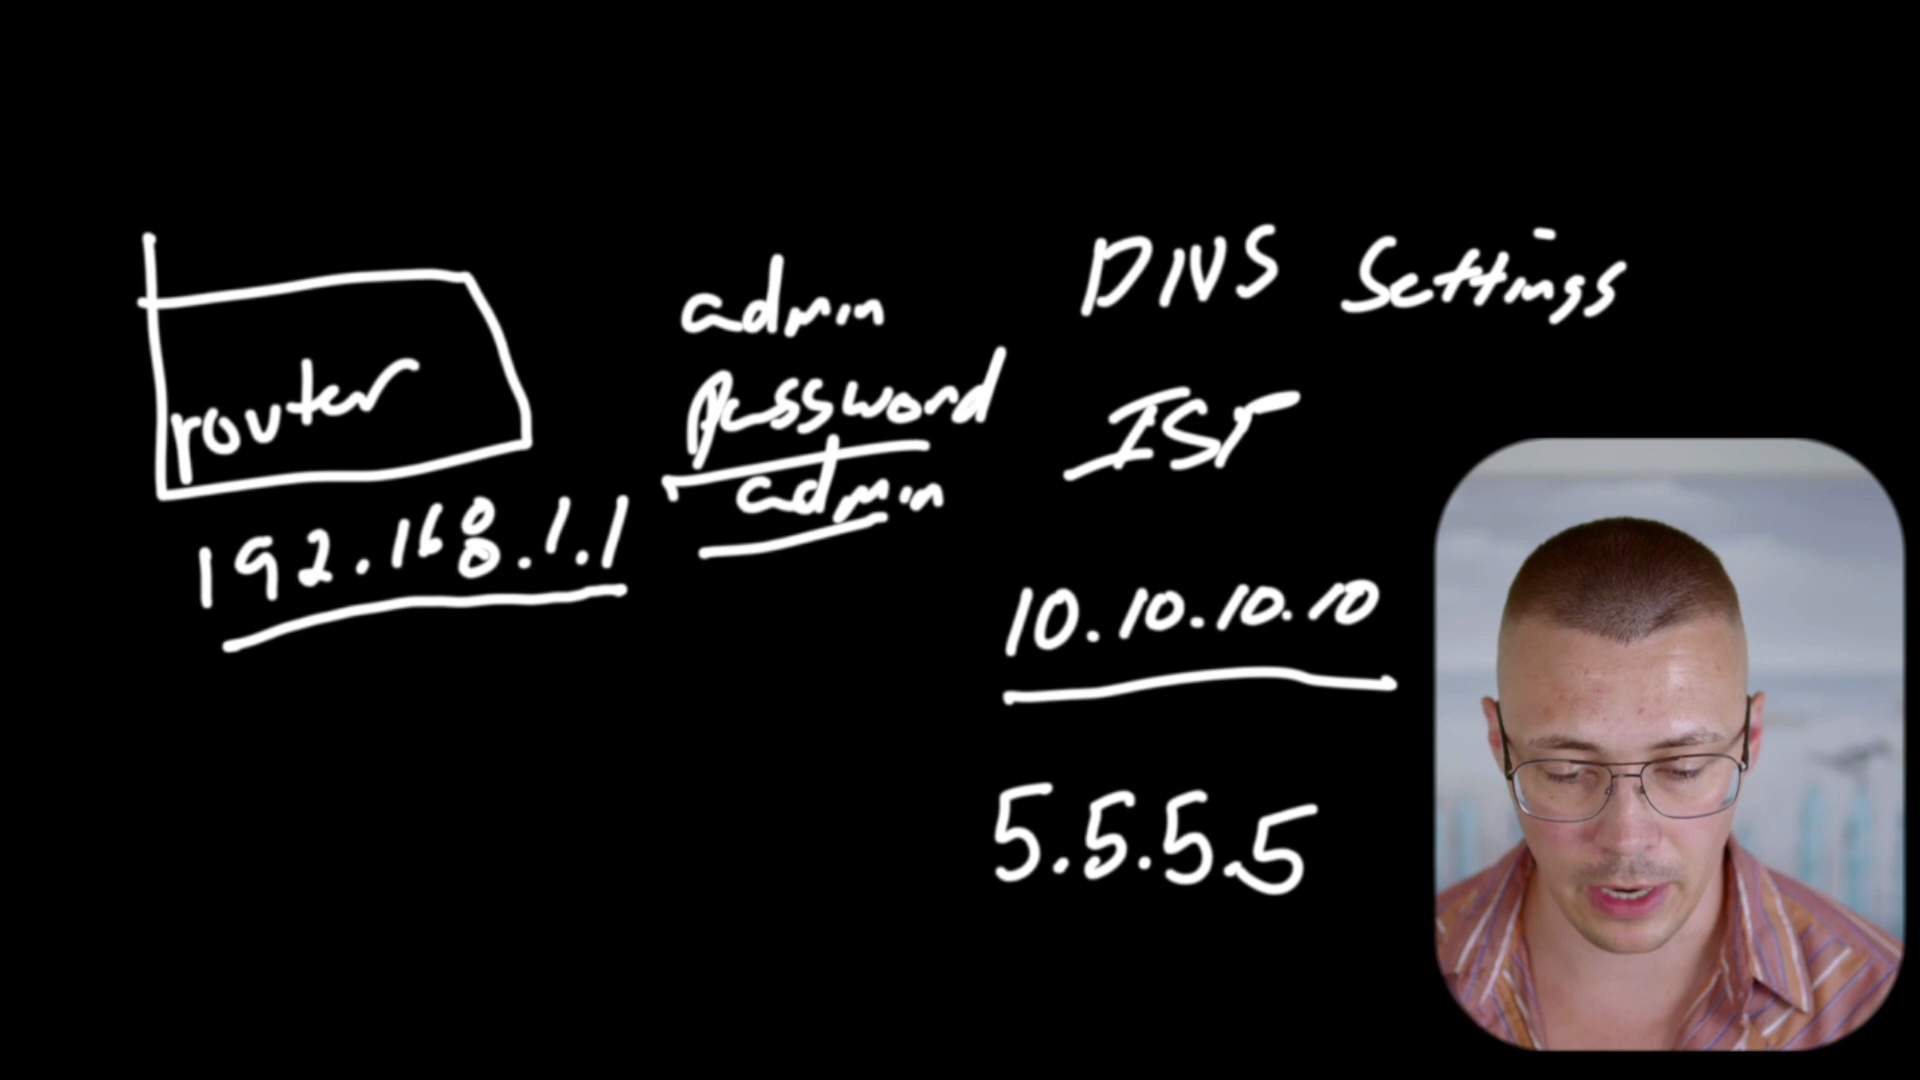 router
192.168.1.1
admin
password
admin
DNS Settings
ISP
10.10.10.10
5.5.5.5